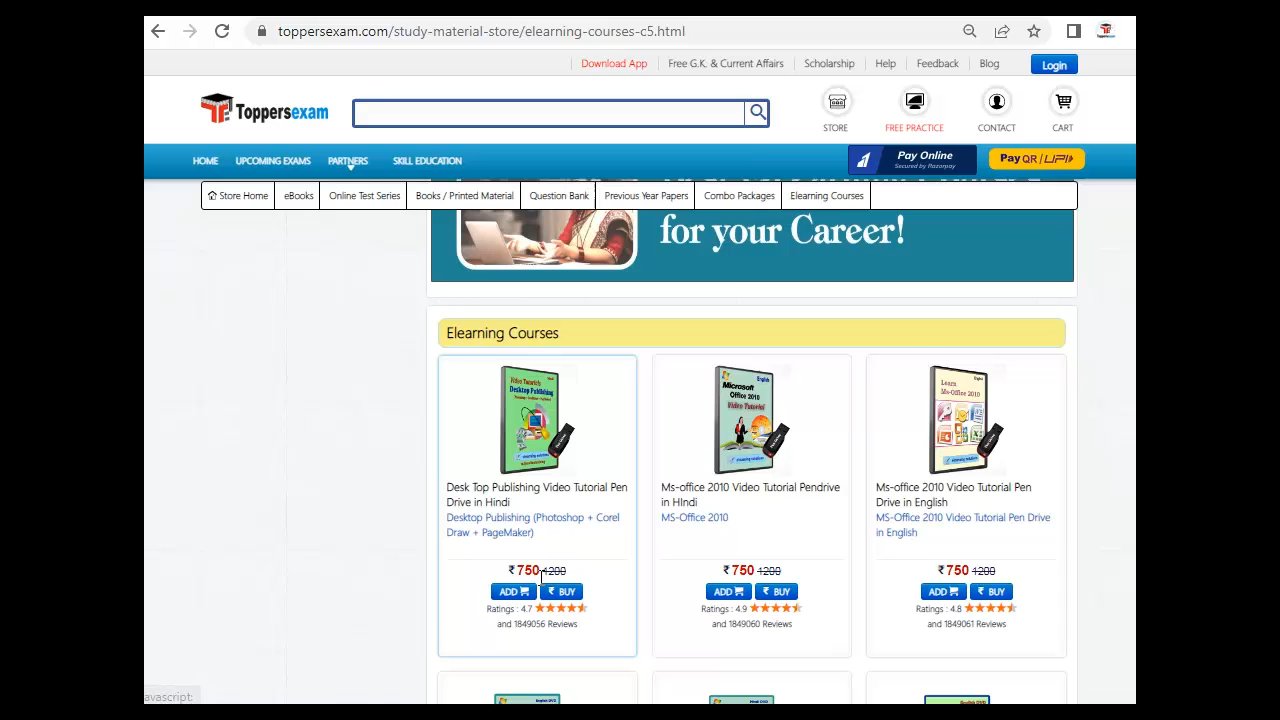 toppersexam.com/study-material-store/elearning-courses-c5.html
Download App
Free G.K. & Current Affairs
Scholarship
Help
Feedback
Blog
Login
Toppersexam
STORE
FREE PRACTICE
CONTACT
CART
HOME
UPCOMING EXAMS
PARTNERS
SKILL EDUCATION
Pay Online
Secured by Razorpay
Pay QR / UPI
Store Home
eBooks
Online Test Series
Books / Printed Material
Question Bank
Previous Year Papers
Combo Packages
Elearning Courses
for your Career!
Elearning Courses
Video Tutorials
Desktop Publishing
English
Microsoft
Office 2010
Video Tutorial
Learn
Ms-Office 2010
Desk Top Publishing Video Tutorial Pen
Drive in Hindi
Desktop Publishing (Photoshop + Corel
Draw + PageMaker)
₹ 750 1200
ADD
₹ BUY
Ratings : 4.7
and 1849056 Reviews
Ms-office 2010 Video Tutorial Pendrive
in HIndi
MS-Office 2010
₹ 750 1200
ADD
₹ BUY
Ratings : 4.9
and 1849060 Reviews
Ms-office 2010 Video Tutorial Pen
Drive in English
MS-Office 2010 Video Tutorial Pen Drive
in English
₹ 750 1200
ADD
₹ BUY
Ratings : 4.8
and 1849061 Reviews
avascript: